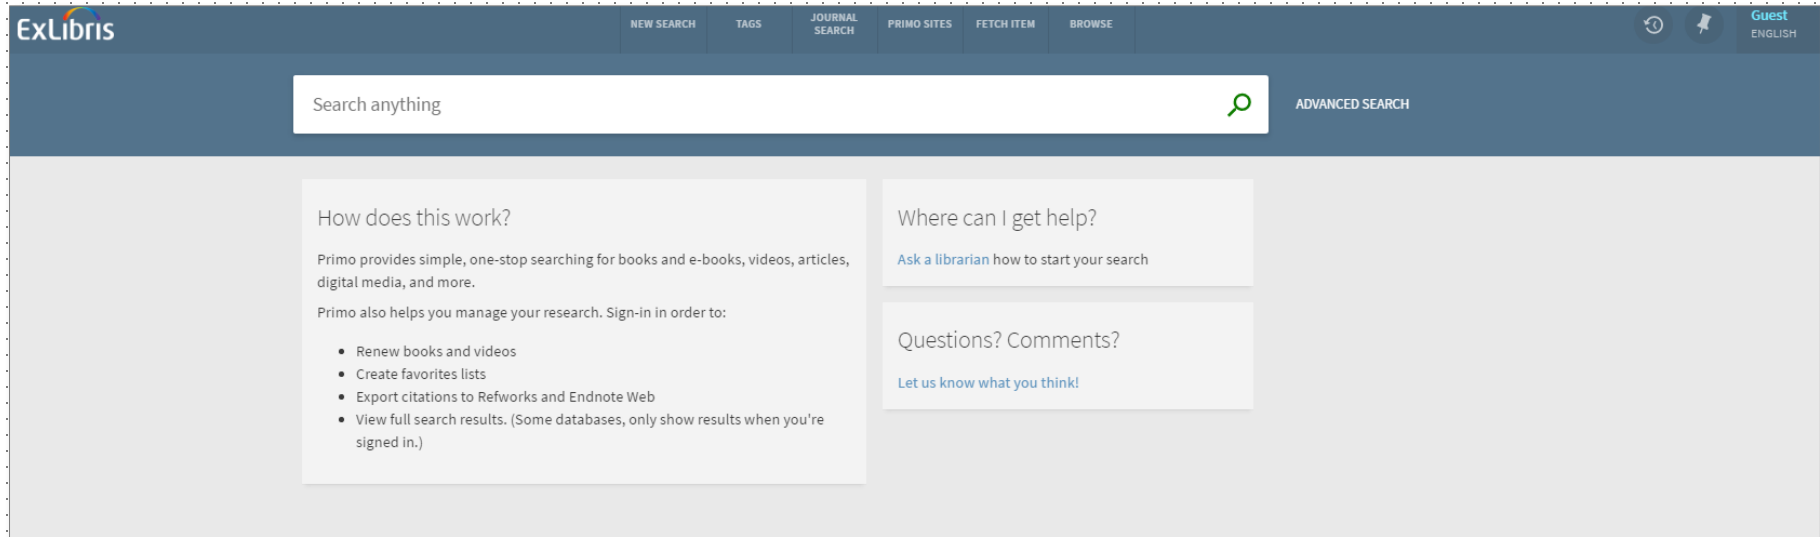 ExLibris
NEW SEARCH
TAGS
JOURNAL
SEARCH
PRIMO SITES
FETCH ITEM
BROWSE
Guest
ENGLISH
Search anything
ADVANCED SEARCH
How does this work?
Primo provides simple, one-stop searching for books and e-books, videos, articles,
digital media, and more.
Primo also helps you manage your research. Sign-in in order to:
• Renew books and videos
• Create favorites lists
• Export citations to Refworks and Endnote Web
• View full search results. (Some databases, only show results when you're
signed in.)
Where can I get help?
Ask a librarian how to start your search
Questions? Comments?
Let us know what you think!